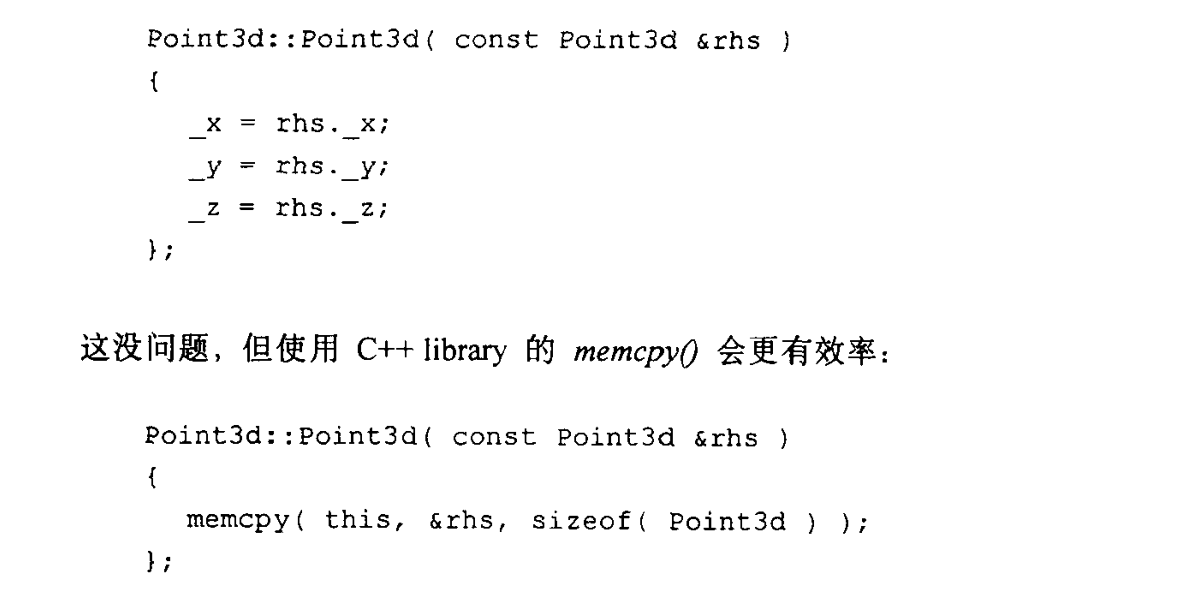 Point3d::Point3d( const Point3d &rhs )
{
_x = rhs._x;
_y = rhs._y;
_z = rhs._z;
};
这没问题，但使用 C++ library 的 memcpy() 会更有效率：
Point3d::Point3d( const Point3d &rhs )
{
memcpy( this, &rhs, sizeof( Point3d ) );
};